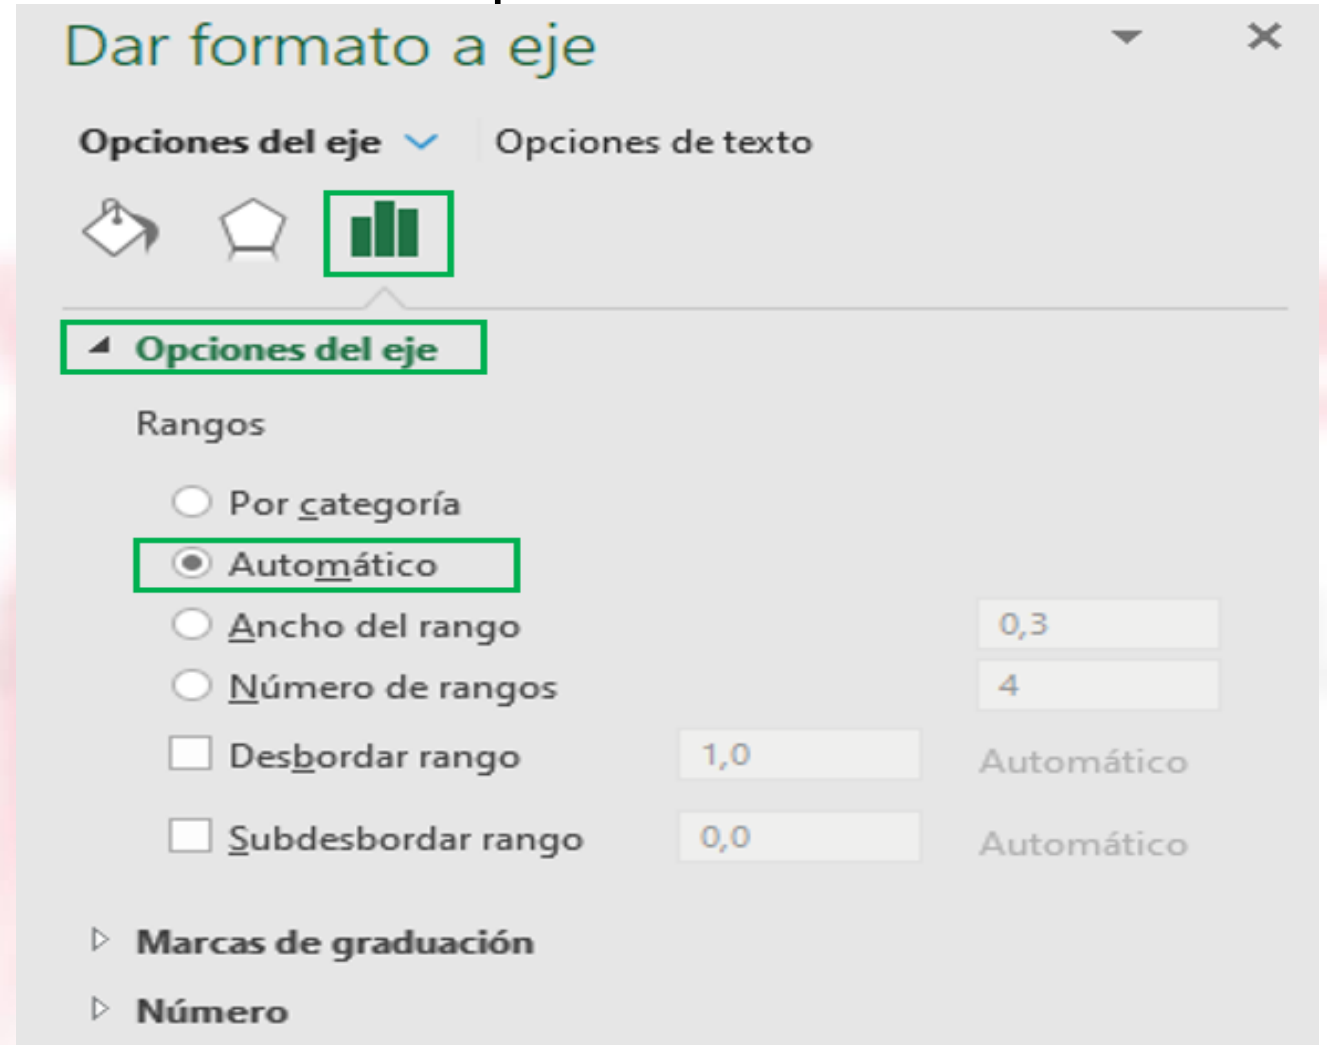 Dar formato a eje
Opciones del eje Opciones de texto
Opciones del eje
Rangos
Por categoría
Automático
Ancho del rango 0,3
Número de rangos 4
Desbordar rango 1,0 Automático
Subdesbordar rango 0,0 Automático
Marcas de graduación
Número